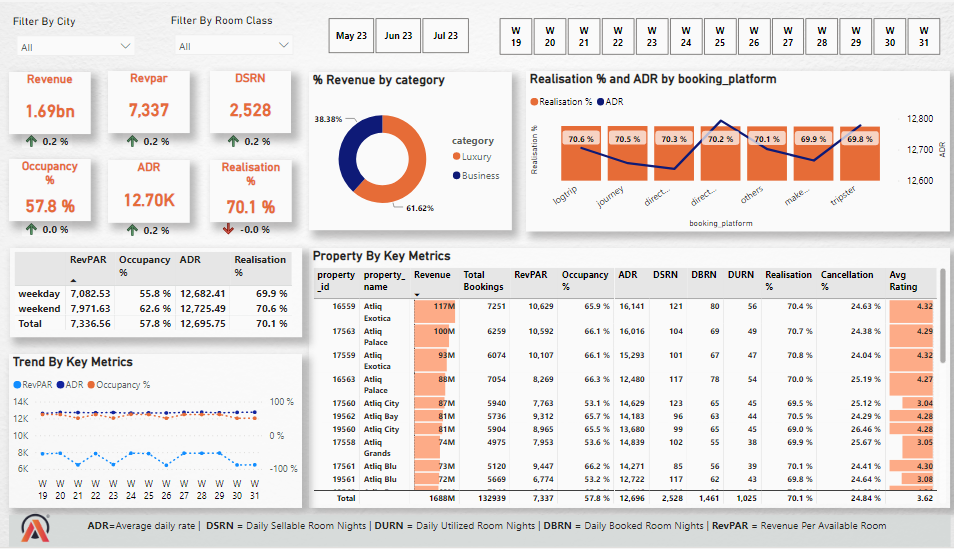 Filter By City
Filter By Room Class
All
All
May 23 Jun 23 Jul 23
W 19 W 20 W 21 W 22 W 23 W 24 W 25 W 26 W 27 W 28 W 29 W 30 W 31
Revenue
1.69bn
0.2 %
Revpar
7,337
0.2 %
DSRN
2,528
0.2 %
Occupancy
%
57.8 %
0.0 %
ADR
12.70K
0.2 %
Realisation
%
70.1 %
-0.0 %
% Revenue by category
38.38%
61.62%
category
Luxury
Business
Realisation % and ADR by booking_platform
Realisation % ADR
Realisation %
70.6 % 70.5 % 70.3 % 70.2 % 70.1 % 69.9 % 69.8 %
12,800
12,700
12,600
ADR
logtrip journey direct... direct... others make... tripster
booking_platform
RevPAR Occupancy % ADR Realisation %
weekday 7,082.53 55.8 % 12,682.41 69.9 %
weekend 7,971.63 62.6 % 12,725.49 70.6 %
Total 7,336.56 57.8 % 12,695.75 70.1 %
Trend By Key Metrics
RevPAR ADR Occupancy %
14K
12K
10K
8K
6K
100 %
0 %
-100 %
W 19 W 20 W 21 W 22 W 23 W 24 W 25 W 26 W 27 W 28 W 29 W 30 W 31
Property By Key Metrics
property_id property_name Revenue Total Bookings RevPAR Occupancy % ADR DSRN DBRN DURN Realisation % Cancellation % Avg Rating
16559 Atliq Exotica 117M 7251 10,629 65.9 % 16,141 121 80 56 70.4 % 24.63 % 4.32
17563 Atliq Palace 100M 6259 10,592 66.1 % 16,016 104 69 49 70.7 % 24.38 % 4.29
17559 Atliq Exotica 93M 6074 10,107 66.1 % 15,293 101 67 47 70.8 % 24.04 % 4.32
16563 Atliq Palace 88M 7054 8,269 66.3 % 12,480 117 78 54 70.0 % 25.19 % 4.27
17560 Atliq City 87M 5940 7,763 53.1 % 14,629 123 65 45 69.5 % 25.12 % 3.04
19562 Atliq Bay 81M 5736 9,312 65.7 % 14,183 96 63 44 70.5 % 24.29 % 4.28
19560 Atliq City 81M 5904 8,965 65.5 % 13,680 99 65 45 69.0 % 26.46 % 4.28
17558 Atliq Grands 74M 4975 7,953 53.6 % 14,839 102 55 38 69.9 % 25.67 % 3.05
17561 Atliq Blu 73M 5120 9,447 66.2 % 14,271 85 56 39 70.1 % 24.41 % 4.30
19561 Atliq Blu 72M 5669 6,774 53.2 % 12,722 117 62 43 69.8 % 24.64 % 3.08
Total 1688M 132939 7,337 57.8 % 12,696 2,528 1,461 1,025 70.1 % 24.84 % 3.62
ADR=Average daily rate | DSRN = Daily Sellable Room Nights | DURN = Daily Utilized Room Nights | DBRN = Daily Booked Room Nights | RevPAR = Revenue Per Available Room